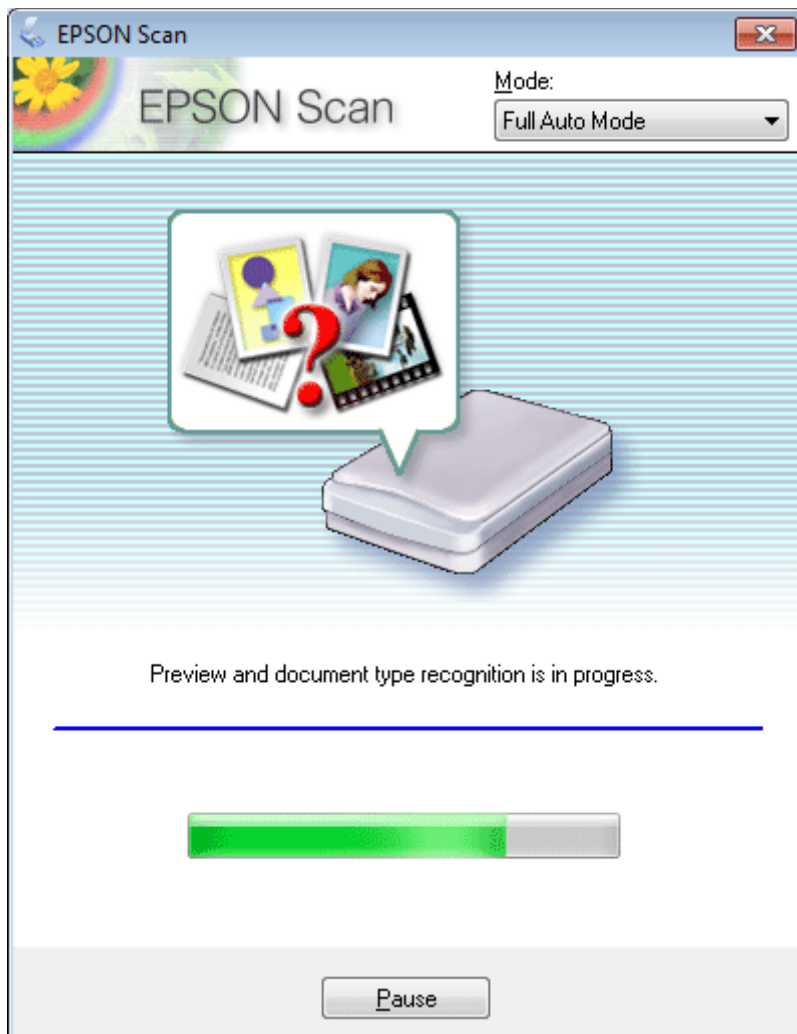 EPSON Scan
EPSON Scan
Mode:
Full Auto Mode
?
Preview and document type recognition is in progress.
Pause